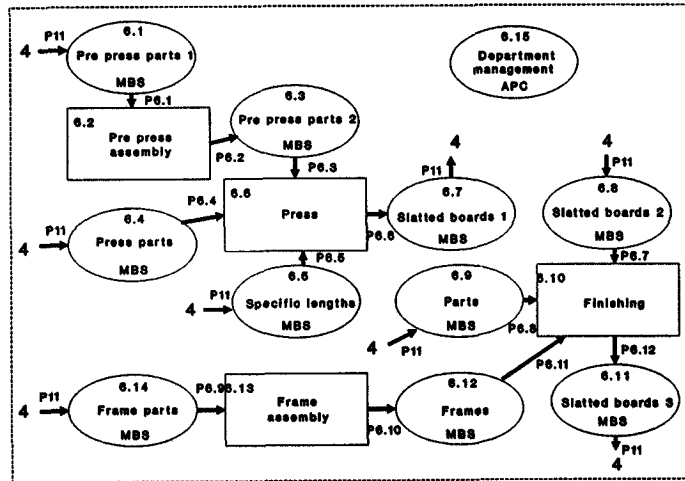 P11
4
6.1
Pre press parts 1
MBS
6.15
Department
management
APC
P6.1
6.2
Pre press
assembly
P6.2
6.3
Pre press parts 2
MBS
P6.3
4
P11
6.4
Press parts
MBS
P6.4
6.6
Press
P6.6
4
P11
6.7
Slatted boards 1
MBS
4
P11
6.8
Slatted boards 2
MBS
P6.7
P6.5
6.5
Specific lengths
MBS
4
P11
6.9
Parts
MBS
4
P11
P6.8
6.10
Finishing
P11
4
6.14
Frame parts
MBS
P6.9
6.13
Frame
assembly
P6.10
6.12
Frames
MBS
P6.11
P6.12
6.11
Slatted boards 3
MBS
P11
4